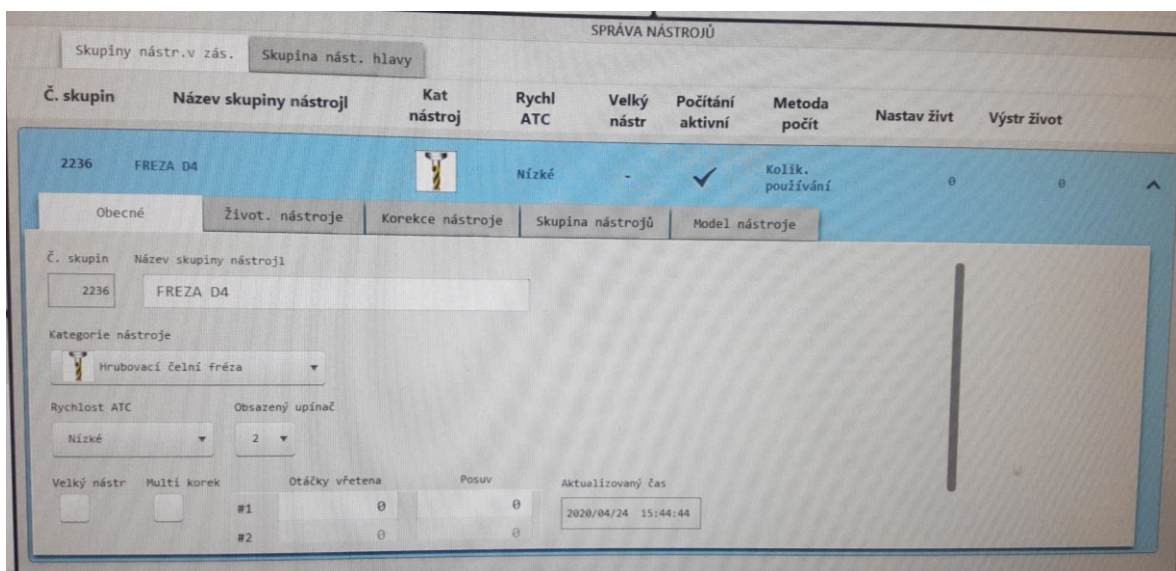 SPRÁVA NÁSTROJŮ
Skupiny nástr.v zás. Skupina nást. hlavy
Č. skupin Název skupiny nástrojl Kat nástroj Rychl ATC Velký nástr Počítání aktivní Metoda počít Nastav živt Výstr život
2236 FREZA D4 Nízké - Kolik. používání 0 0
Obecné Život. nástroje Korekce nástroje Skupina nástrojů Model nástroje
Č. skupin Název skupiny nástrojl
2236 FREZA D4
Kategorie nástroje
Hrubovací čelní fréza
Rychlost ATC Obsazený upínač
Nízké 2
Velký nástr Multi korek Otáčky vřetena Posuv Aktualizovaný čas
#1 0 0 2020/04/24 15:44:44
#2 0 0